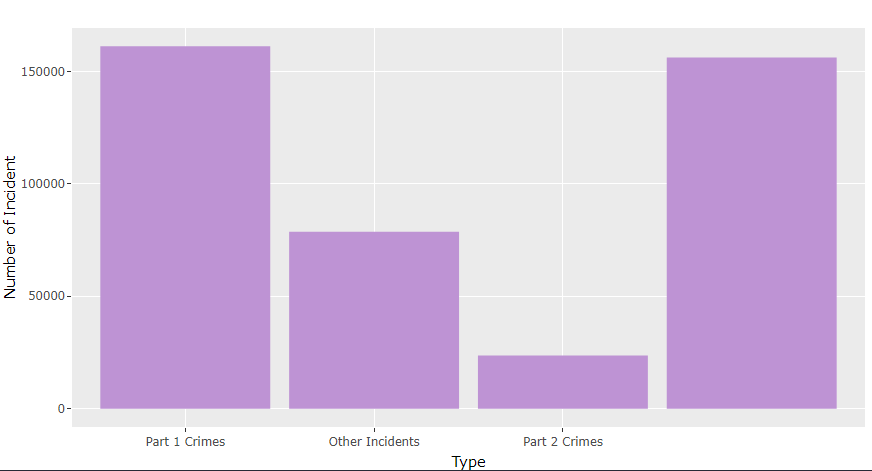 150000
100000
50000
0
Number of Incident
Part 1 Crimes
Other Incidents
Part 2 Crimes
Type